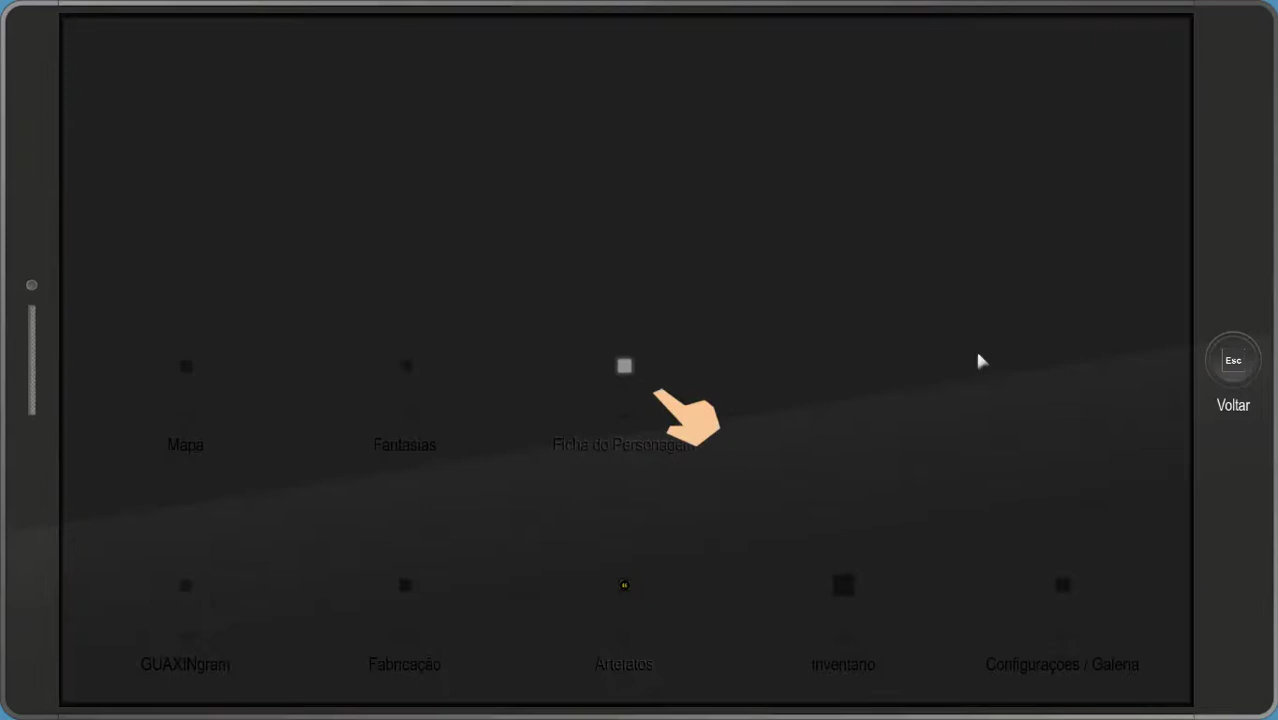 Esc
Voltar
Mapa
Fantasias
Ficha do Personagem
GUAXINgram
Fabricação
Artefatos
Inventário
Configurações / Galeria